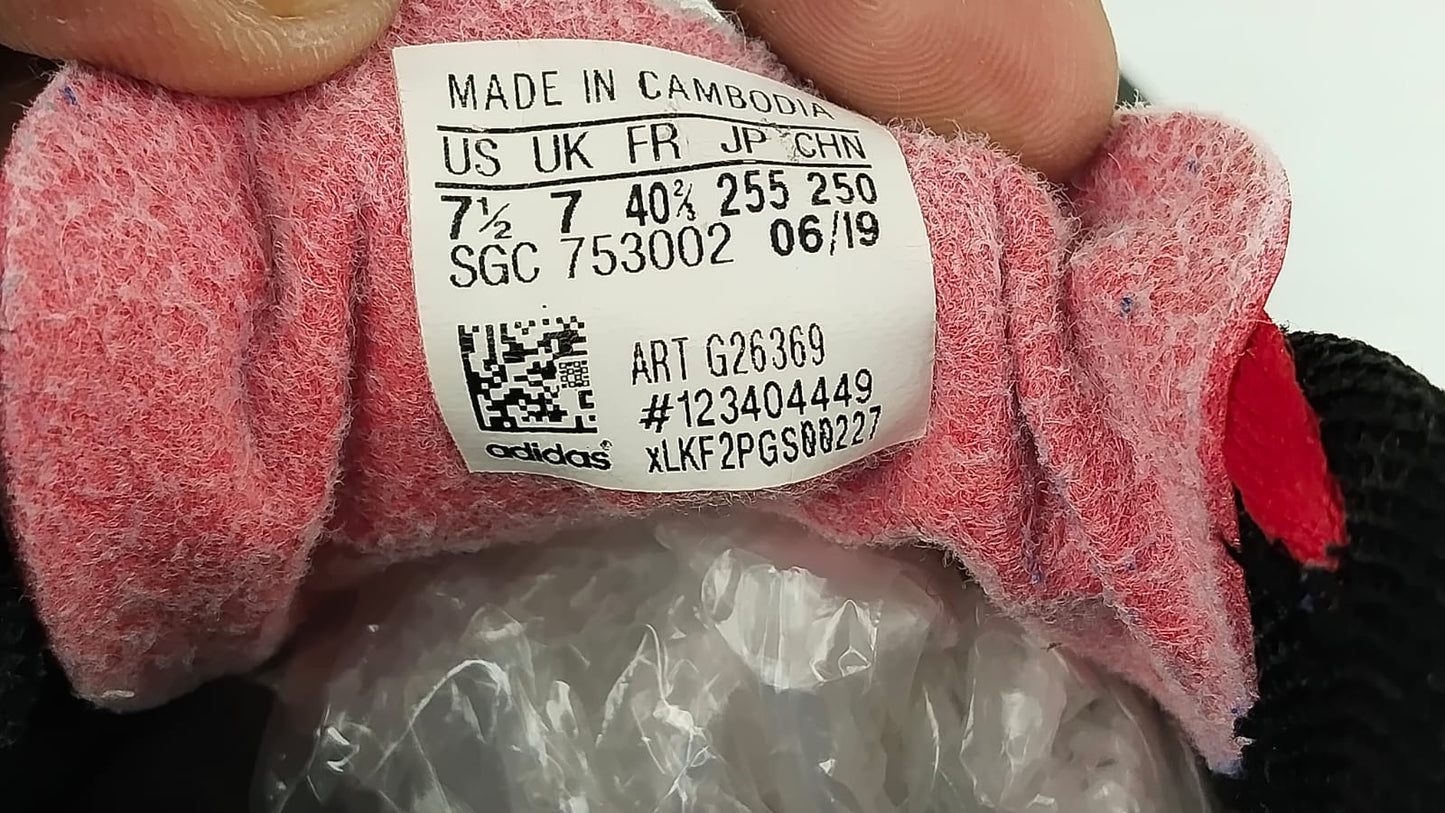 MADE IN CAMBODIA
US UK FR JP CHN
7½ 7 40⅔ 255 250
SGC 753002 06/19
ART G26369
#123404449
adidas xLKF2PGS00227